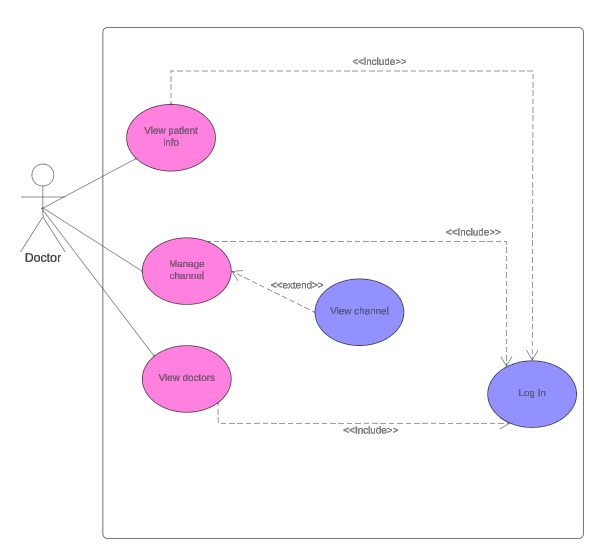 <<Include>>
View patient
info
Doctor
<<Include>>
Manage
channel
<<extend>>
View channel
View doctors
Log In
<<Include>>